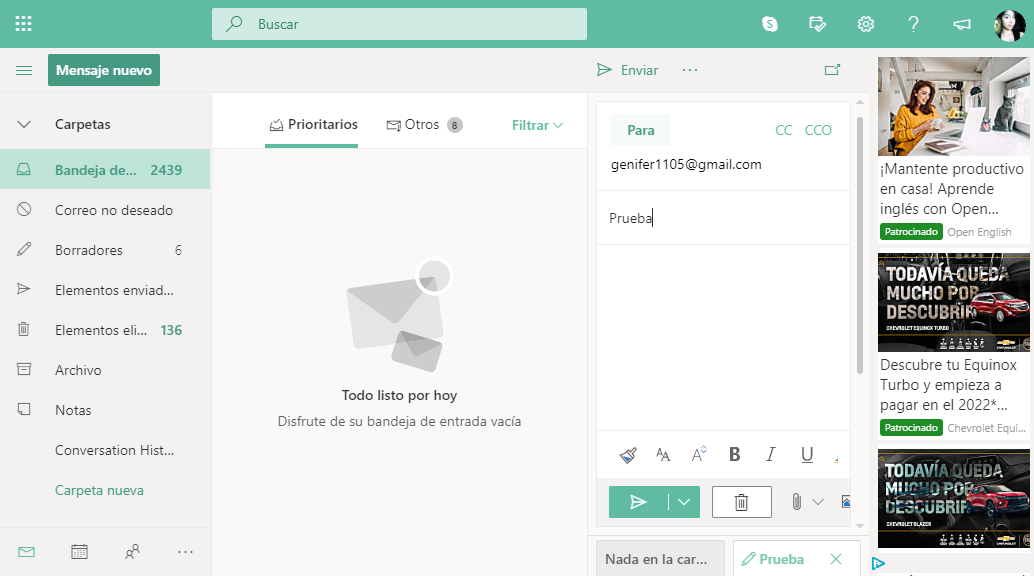 Buscar
Mensaje nuevo
Enviar
Carpetas
Bandeja de... 2439
Correo no deseado
Borradores 6
Elementos enviad...
Elementos eli... 136
Archivo
Notas
Conversation Hist...
Carpeta nueva
Prioritarios
Otros 8
Filtrar
Todo listo por hoy
Disfrute de su bandeja de entrada vacía
Para
CC CCO
genifer1105@gmail.com
Prueba
B I U
Nada en la car...
Prueba
¡Mantente productivo
en casa! Aprende
inglés con Open...
Patrocinado Open English
TODAVÍA QUEDA
MUCHO POR
DESCUBRIR
CHEVROLET EQUINOX TURBO
CHEVROLET
Descubre tu Equinox
Turbo y empieza a
pagar en el 2022*...
Patrocinado Chevrolet Equi...
TODAVÍA QUEDA
MUCHO POR
DESCUBRIR
CHEVROLET BLAZER
CHEVROLET